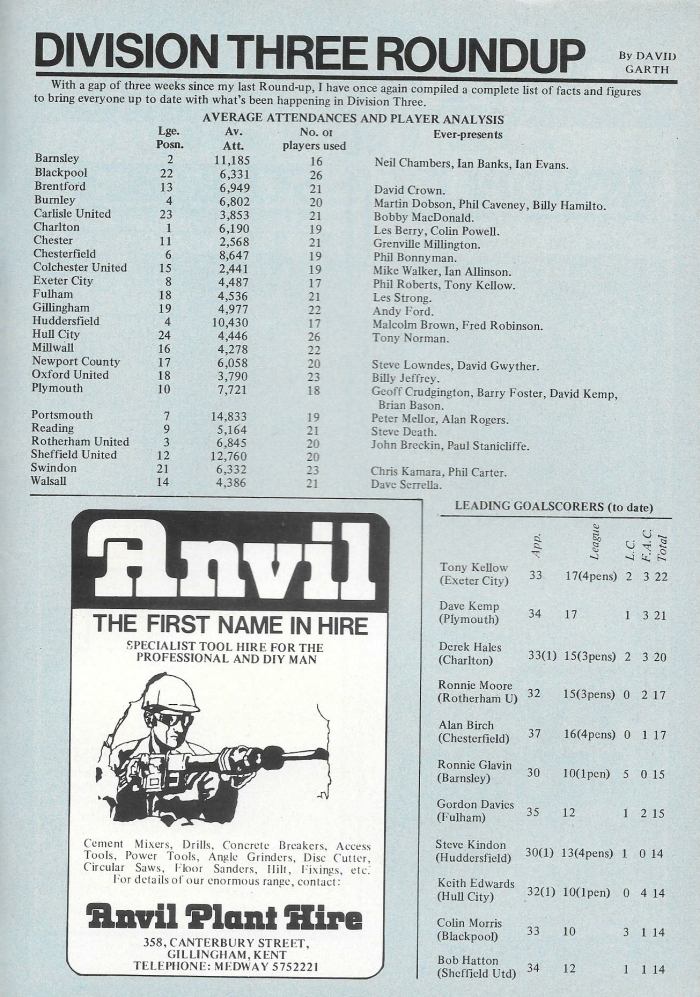 DIVISION THREE ROUNDUP
By DAVID
GARTH
With a gap of three weeks since my last Round-up, I have once again compiled a complete list of facts and figures
to bring everyone up to date with what's been happening in Division Three.
AVERAGE ATTENDANCES AND PLAYER ANALYSIS
Lge. Av. No. of Ever-presents
Posn. Att. players used
Barnsley 2 11,185 16 Neil Chambers, Ian Banks, Ian Evans.
Blackpool 22 6,331 26
Brentford 13 6,949 21 David Crown.
Burnley 4 6,802 20 Martin Dobson, Phil Caveney, Billy Hamilto.
Carlisle United 23 3,853 21 Bobby MacDonald.
Charlton 1 6,190 19 Les Berry, Colin Powell.
Chester 11 2,568 21 Grenville Millington.
Chesterfield 6 8,647 19 Phil Bonnyman.
Colchester United 15 2,441 19 Mike Walker, Ian Allinson.
Exeter City 8 4,487 17 Phil Roberts, Tony Kellow.
Fulham 18 4,536 21 Les Strong.
Gillingham 19 4,977 22 Andy Ford.
Huddersfield 4 10,430 17 Malcolm Brown, Fred Robinson.
Hull City 24 4,446 26 Tony Norman.
Millwall 16 4,278 22
Newport County 17 6,058 20 Steve Lowndes, David Gwyther.
Oxford United 18 3,790 23 Billy Jeffrey.
Plymouth 10 7,721 18 Geoff Crudgington, Barry Foster, David Kemp,
Brian Bason.
Portsmouth 7 14,833 19 Peter Mellor, Alan Rogers.
Reading 9 5,164 21 Steve Death.
Rotherham United 3 6,845 20 John Breckin, Paul Stanicliffe.
Sheffield United 12 12,760 20
Swindon 21 6,332 23 Chris Kamara, Phil Carter.
Walsall 14 4,386 21 Dave Serrella.
Anvil
THE FIRST NAME IN HIRE
SPECIALIST TOOL HIRE FOR THE
PROFESSIONAL AND DIY MAN
Cement Mixers, Drills, Concrete Breakers, Access
Tools, Power Tools, Angle Grinders, Disc Cutter,
Circular Saws, Floor Sanders, Hilt, Fixings, etc.
For details of our enormous range, contact:
Anvil Plant Hire
358, CANTERBURY STREET,
GILLINGHAM, KENT
TELEPHONE: MEDWAY 5752221
LEADING GOALSCORERS (to date)
App. League L.C. F.A.C. Total
Tony Kellow
(Exeter City) 33 17(4pens) 2 3 22
Dave Kemp
(Plymouth) 34 17 1 3 21
Derek Hales
(Charlton) 33(1) 15(3pens) 2 3 20
Ronnie Moore
(Rotherham U) 32 15(3pens) 0 2 17
Alan Birch
(Chesterfield) 37 16(4pens) 0 1 17
Ronnie Glavin
(Barnsley) 30 10(1pen) 5 0 15
Gordon Davies
(Fulham) 35 12 1 2 15
Steve Kindon
(Huddersfield) 30(1) 13(4pens) 1 0 14
Keith Edwards
(Hull City) 32(1) 10(1pen) 0 4 14
Colin Morris
(Blackpool) 33 10 3 1 14
Bob Hatton
(Sheffield Utd) 34 12 1 1 14